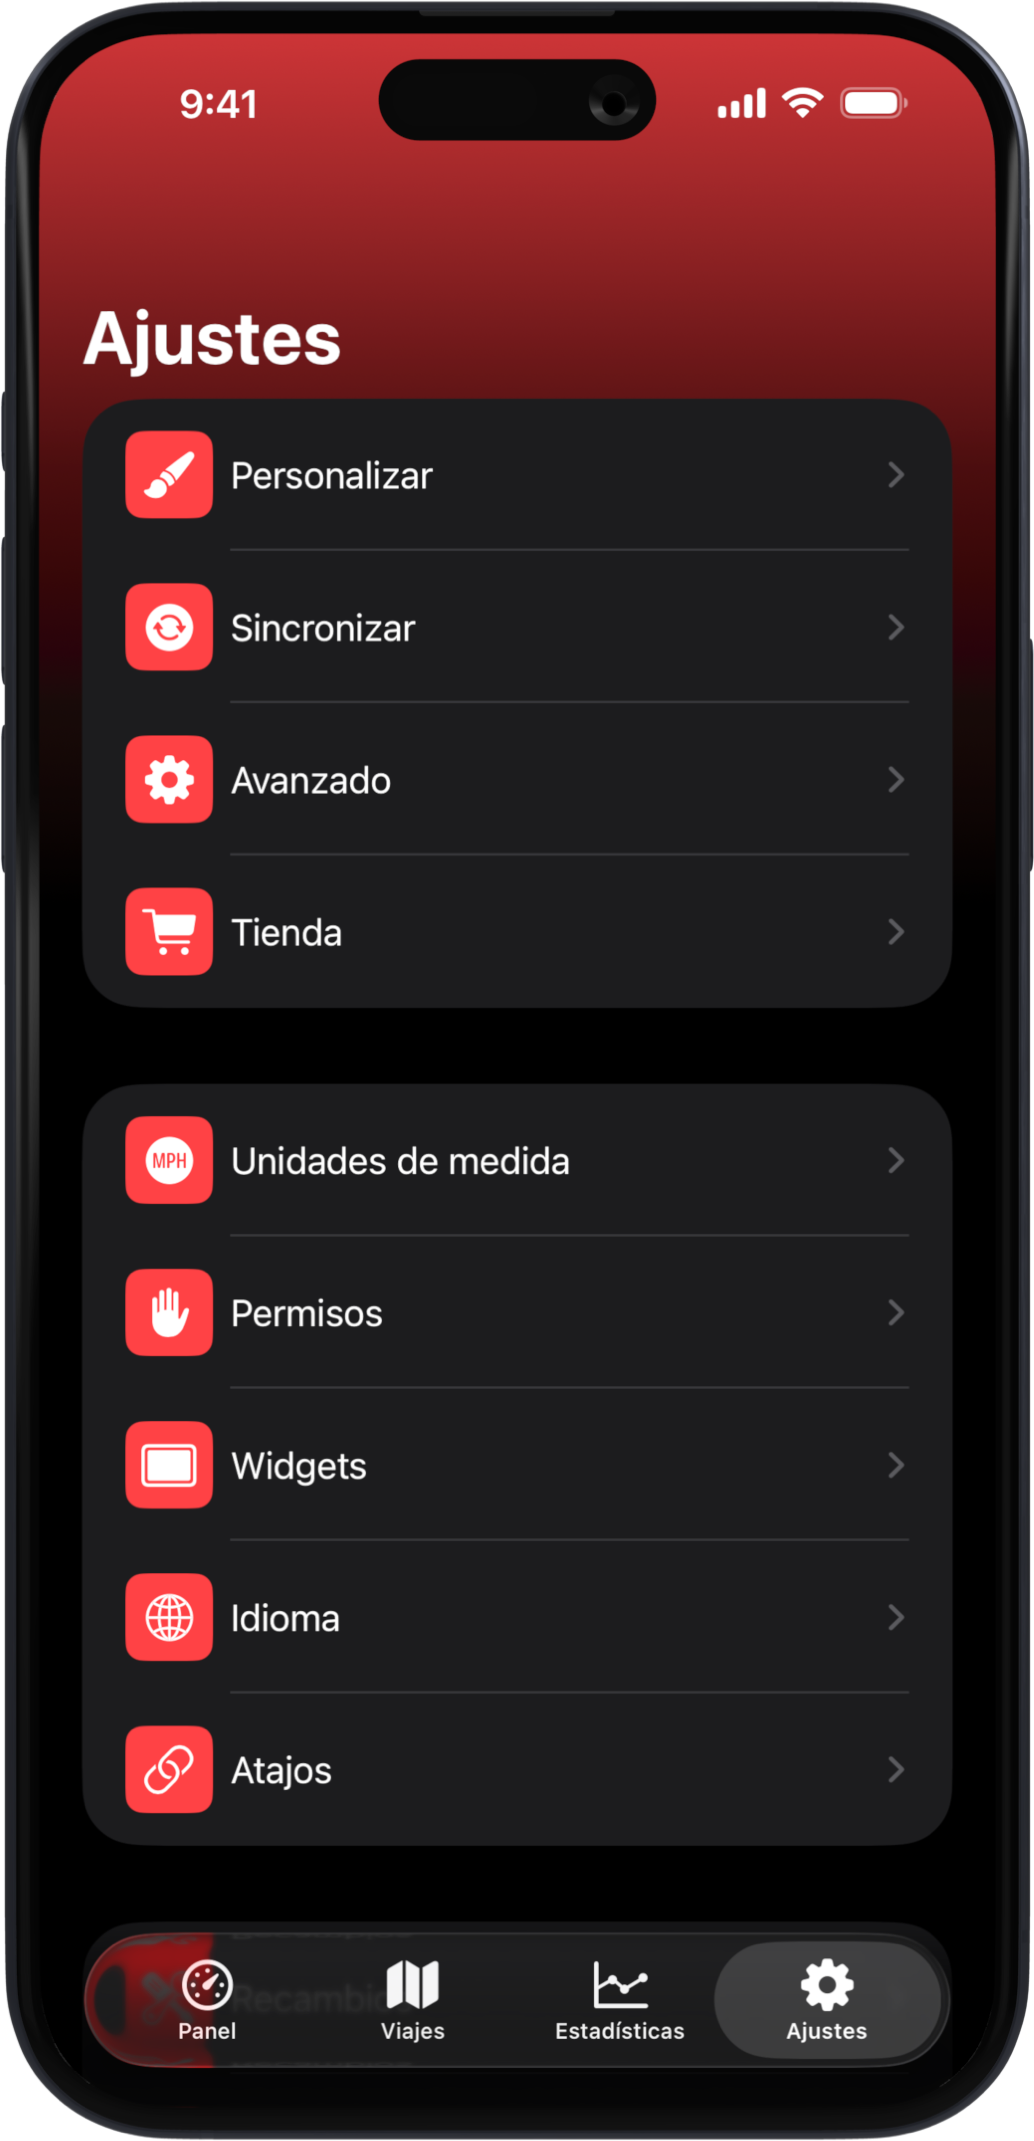 9:41
Ajustes
Personalizar
Sincronizar
Avanzado
Tienda
MPH
Unidades de medida
Permisos
Widgets
Idioma
Atajos
Panel
Viajes
Estadísticas
Ajustes